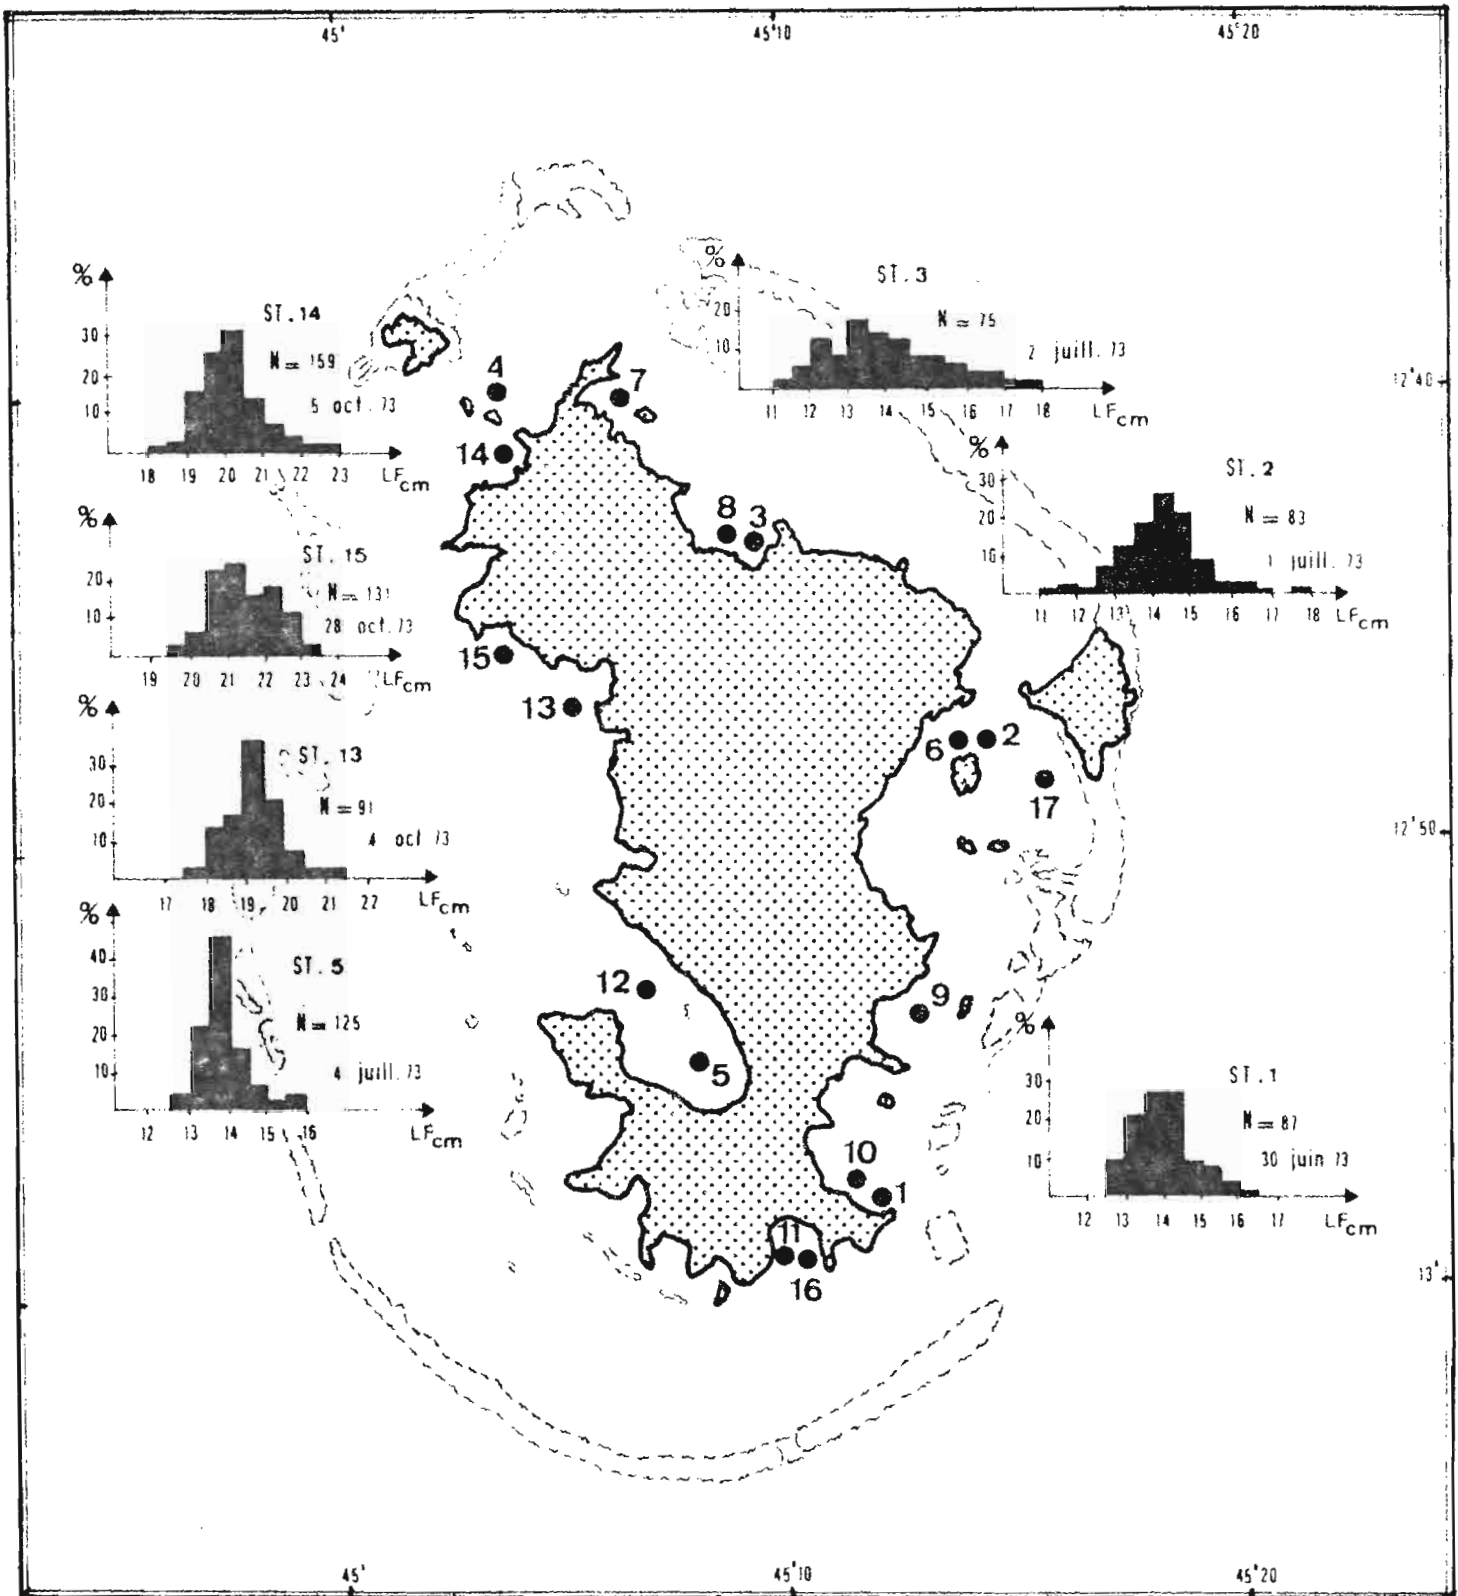 45° 45°10 45°20
%
ST.14
30
N = 159
20
5 oct.73
10
18 19 20 21 22 23 LFcm
%
ST.3
20
N = 75
10
2 juill.73
11 12 13 14 15 16 17 18 LFcm
12°40
%
ST.2
30
N = 83
20
1 juill.73
10
11 12 13 14 15 16 17 18 LFcm
%
ST.15
20
N = 131
10
28 oct.73
19 20 21 22 23 24 LFcm
%
ST.13
30
N = 91
20
4 oct 73
10
17 18 19 20 21 22 LFcm
12°50
%
ST.5
40
30
N = 125
20
4 juill.73
10
12 13 14 15 16 LFcm
%
ST.1
30
N = 87
20
30 juin 73
10
12 13 14 15 16 17 LFcm
13°
4
7
14
8 3
15
13
6 2
17
12
9
5
10
1
11
16
45° 45°10 45°20